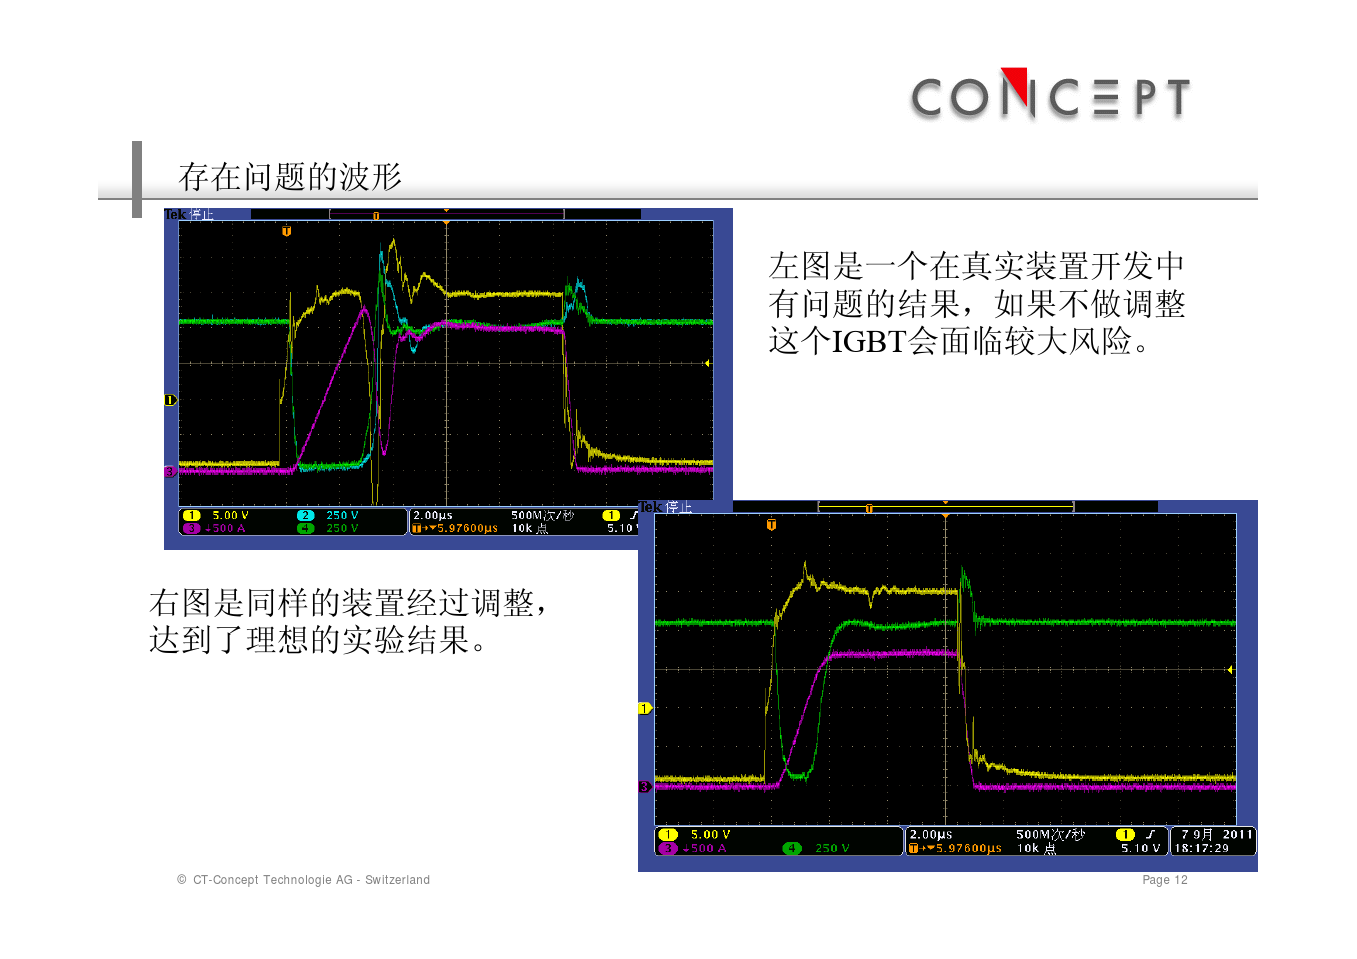 CONCEPT
存在问题的波形
Tek 停止
T
T
左图是一个在真实装置开发中
有问题的结果，如果不做调整
这个IGBT会面临较大风险。
1
3
1 5.00 V 2 250 V 2.00µs 500M次/秒 1
3 ↓500 A 4 250 V T→▼5.97600µs 10k 点 5.10 V
Tek 停止
T
T
右图是同样的装置经过调整，
达到了理想的实验结果。
1
3
1 5.00 V 2.00µs 500M次/秒 1 7 9月 2011
3 ↓500 A 4 250 V T→▼5.97600µs 10k 点 5.10 V 18:17:29
© CT-Concept Technologie AG - Switzerland
Page 12